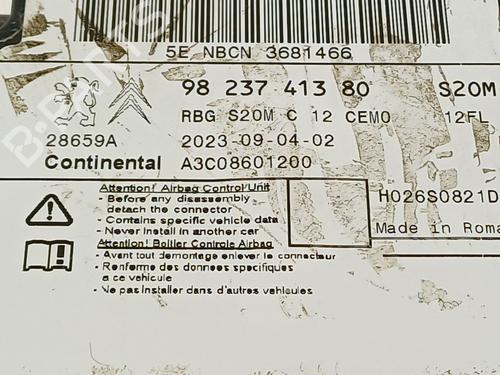 5E NBCN 3681466
98 237 413 80 S20M
RBG S20M C 12 CEM0 12FL
28659A 2023-09-04-02
Continental A3C08601200
Attention! Airbag Control Unit
- Before any disassembly
detach the connector
- Contains specific vehicle data
- Never install in another car
H026S0821D
Made in Roma
Attention! Boitier Controle Airbag
- Avant tout demontage enlever le connecteur
- Renferme des donnees specifiques
a ce vehicule
- Ne pas installer dans d'autres vehicules
B-PARTS